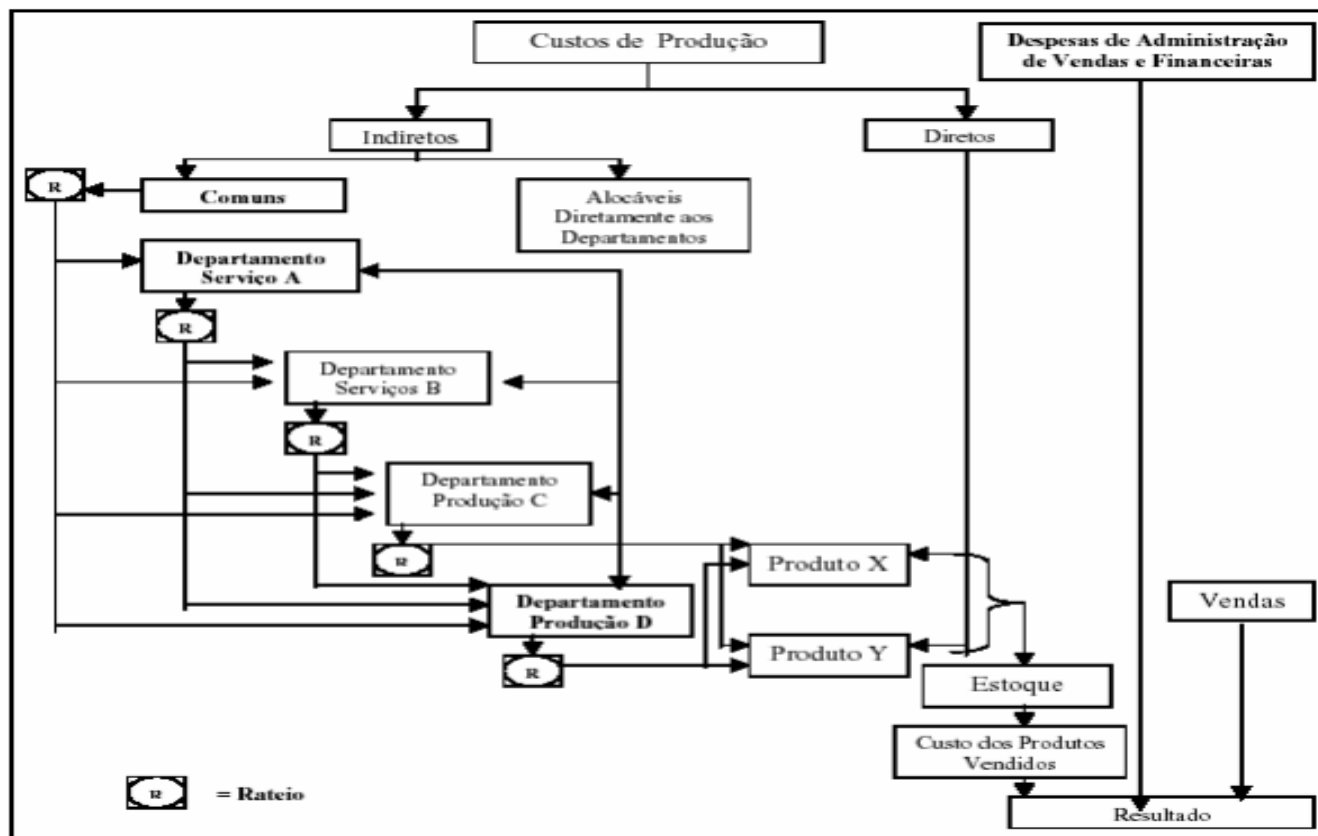 Custos de Produção
Despesas de Administração
de Vendas e Financeiras
Indiretos
Diretos
R
Comuns
Alocáveis
Diretamente aos
Departamentos
Departamento
Serviço A
R
Departamento
Serviços B
R
Departamento
Produção C
R
Produto X
Departamento
Produção D
Vendas
R
Produto Y
Estoque
Custo dos Produtos
Vendidos
R = Rateio
Resultado